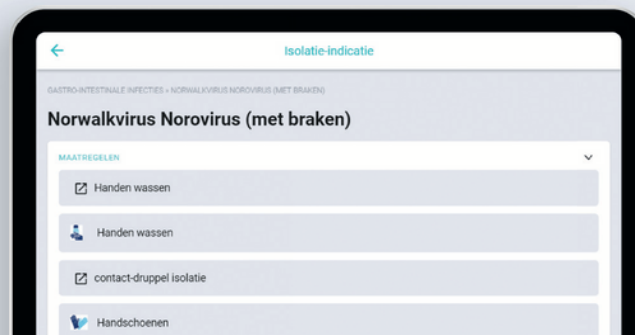 Isolatie-indicatie
GASTRO-INTESTINALE INFECTIES » NORWALKVIRUS NOROVIRUS (MET BRAKEN)
Norwalkvirus Norovirus (met braken)
MAATREGELEN
Handen wassen
Handen wassen
contact-druppel isolatie
Handschoenen